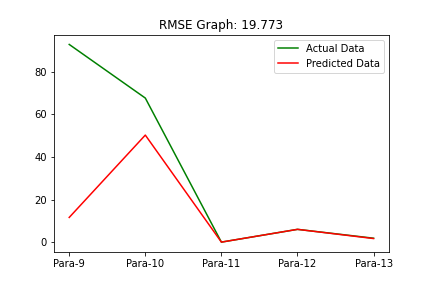 RMSE Graph: 19.773
Actual Data
Predicted Data
80
60
40
20
0
Para-9 Para-10 Para-11 Para-12 Para-13